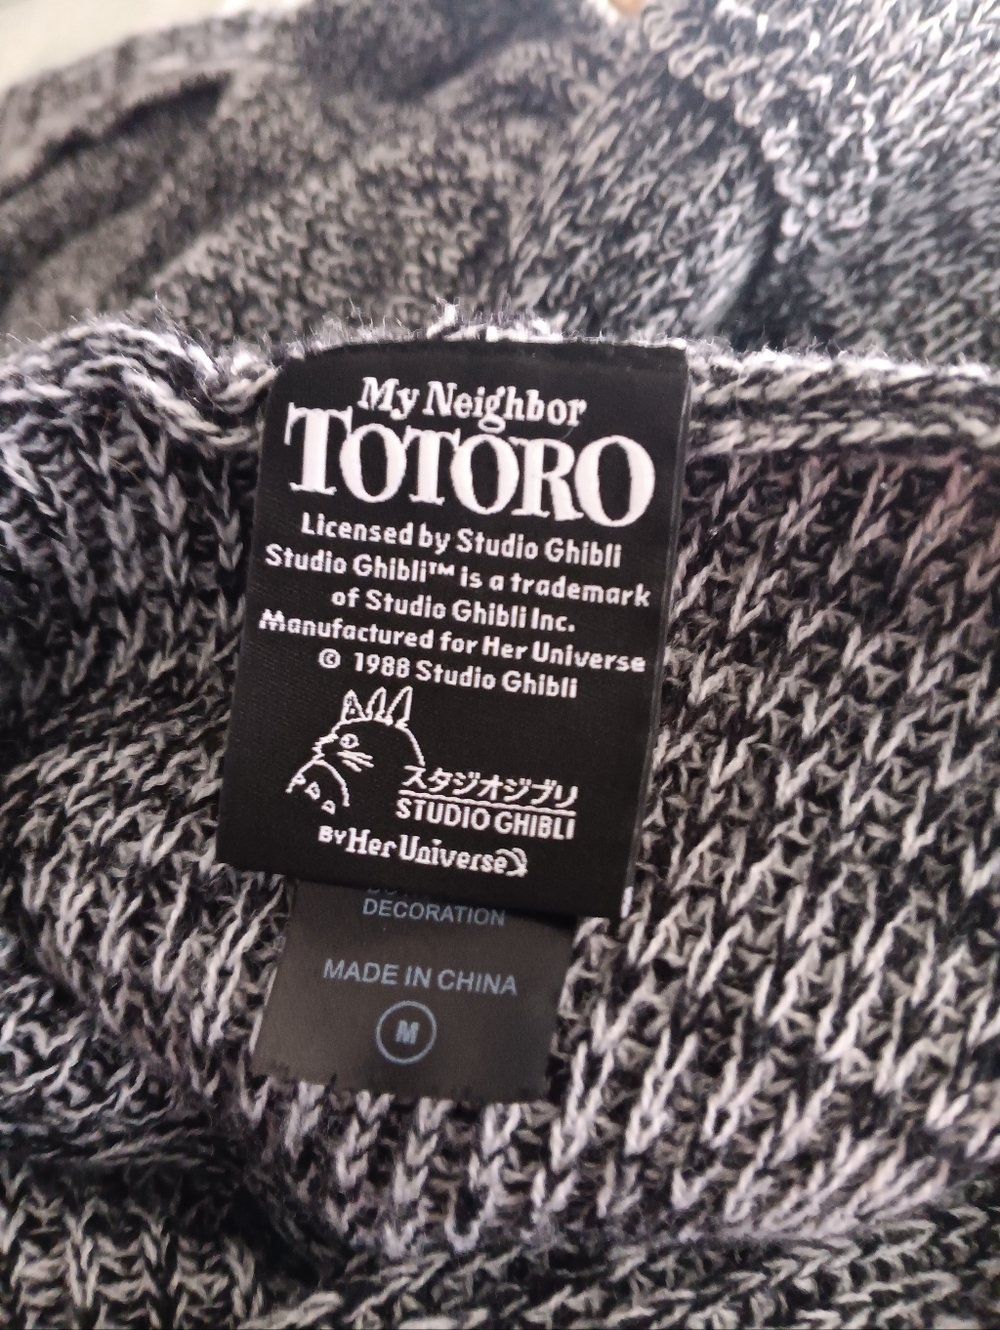 My Neighbor
TOTORO
Licensed by Studio Ghibli
Studio Ghibli™ is a trademark
of Studio Ghibli Inc.
Manufactured for Her Universe
© 1988 Studio Ghibli
スタジオジブリ
STUDIO GHIBLI
BY Her Universe
DECORATION
MADE IN CHINA
M